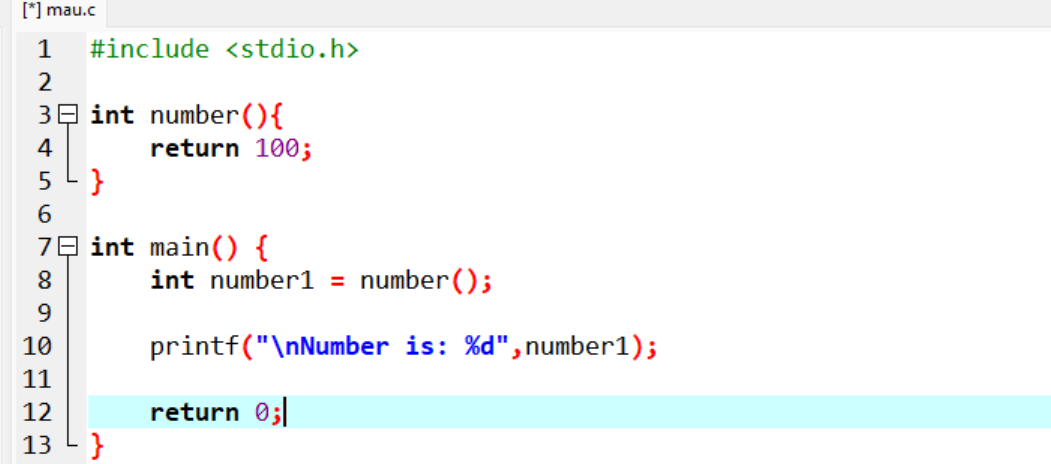 [*] mau.c
1 #include <stdio.h>
2
3 int number(){
4 return 100;
5 }
6
7 int main() {
8 int number1 = number();
9
10 printf("\nNumber is: %d",number1);
11
12 return 0;
13 }